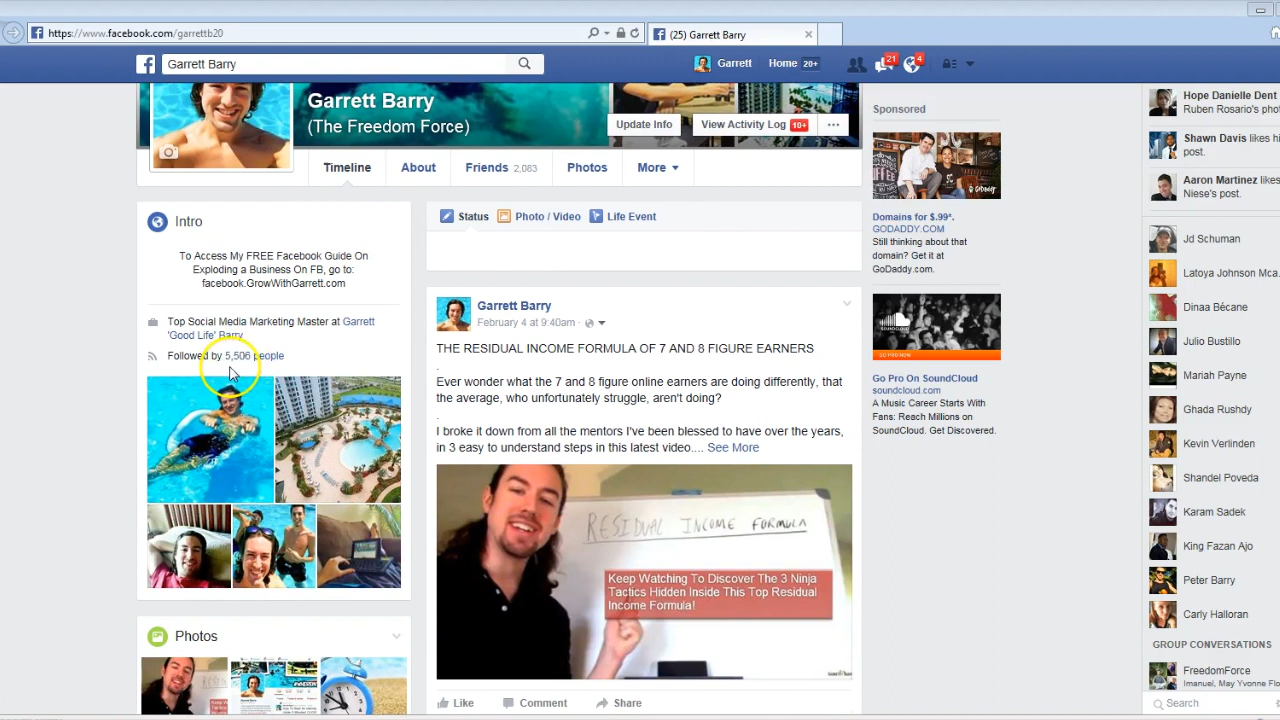 https://www.facebook.com/garrettb20
(25) Garrett Barry
Garrett Barry
Garrett
Home 20+
21
4
Garrett Barry
(The Freedom Force)
Update Info
View Activity Log 10+
Timeline
About
Friends 2,083
Photos
More
Intro
To Access My FREE Facebook Guide On
Exploding a Business On FB, go to:
facebook.GrowWithGarrett.com
Top Social Media Marketing Master at Garrett
'Good Life' Barry
Followed by 5,506 people
Photos
Status
Photo / Video
Life Event
Garrett Barry
February 4 at 9:40am ·
THE RESIDUAL INCOME FORMULA OF 7 AND 8 FIGURE EARNERS
.
Ever wonder what the 7 and 8 figure online earners are doing differently, that
the average, who unfortunately struggle, aren't doing?
.
I broke it down from all the mentors I've been blessed to have over the years,
in 3 easy to understand steps in this latest video.... See More
RESIDUAL INCOME FORMULA
Keep Watching To Discover The 3 Ninja
Tactics Hidden Inside This Top Residual
Income Formula!
Like
Comment
Share
Sponsored
Domains for $.99*.
GODADDY.COM
Still thinking about that
domain? Get it at
GoDaddy.com.
SOUNDCLOUD
GO PRO NOW
Go Pro On SoundCloud
soundcloud.com
A Music Career Starts With
Fans: Reach Millions on
SoundCloud. Get Discovered.
Hope Danielle Dent
Ruben Rosario's pho
Shawn Davis likes hi
post.
Aaron Martinez likes
Niese's post.
Jd Schuman
Latoya Johnson Mca..
Dinaa Bécane
Julio Bustillo
Mariah Payne
Ghada Rushdy
Kevin Verlinden
Shandel Poveda
Karam Sadek
King Fazan Ajo
Peter Barry
Carly Halloran
GROUP CONVERSATIONS
FreedomForce
Imanuel, May Yvonne Flo
Search